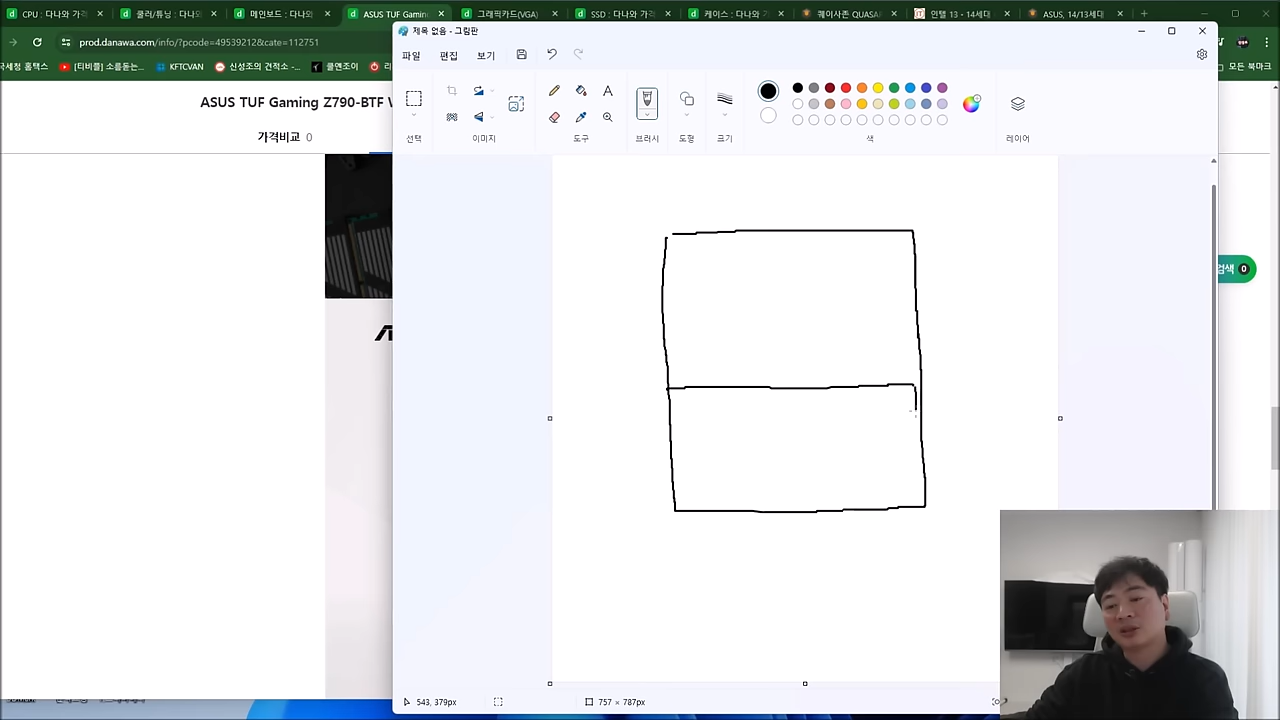 CPU : 다나와 가격
쿨러/튜닝 : 다나
메인보드 : 다나와
ASUS TUF Gamin
그래픽카드(VGA)
SSD : 다나와 가격
케이스 : 다나와 가
퀘이사존 QUASA
인텔 13 - 14세대
ASUS, 14/13세대
prod.danawa.com/info/?pcode=49539212&cate=112751
제목 없음 - 그림판
국세청 홈택스
[티비플] 소름돋는...
KFTCVAN
신성조의 견적소 -...
쿨앤조이
모든 북마크
파일
편집
보기
ASUS TUF Gaming Z790-BTF
가격비교 0
선택
이미지
도구
브러시
도형
크기
색
레이어
검색 0
543, 379px
757 × 787px